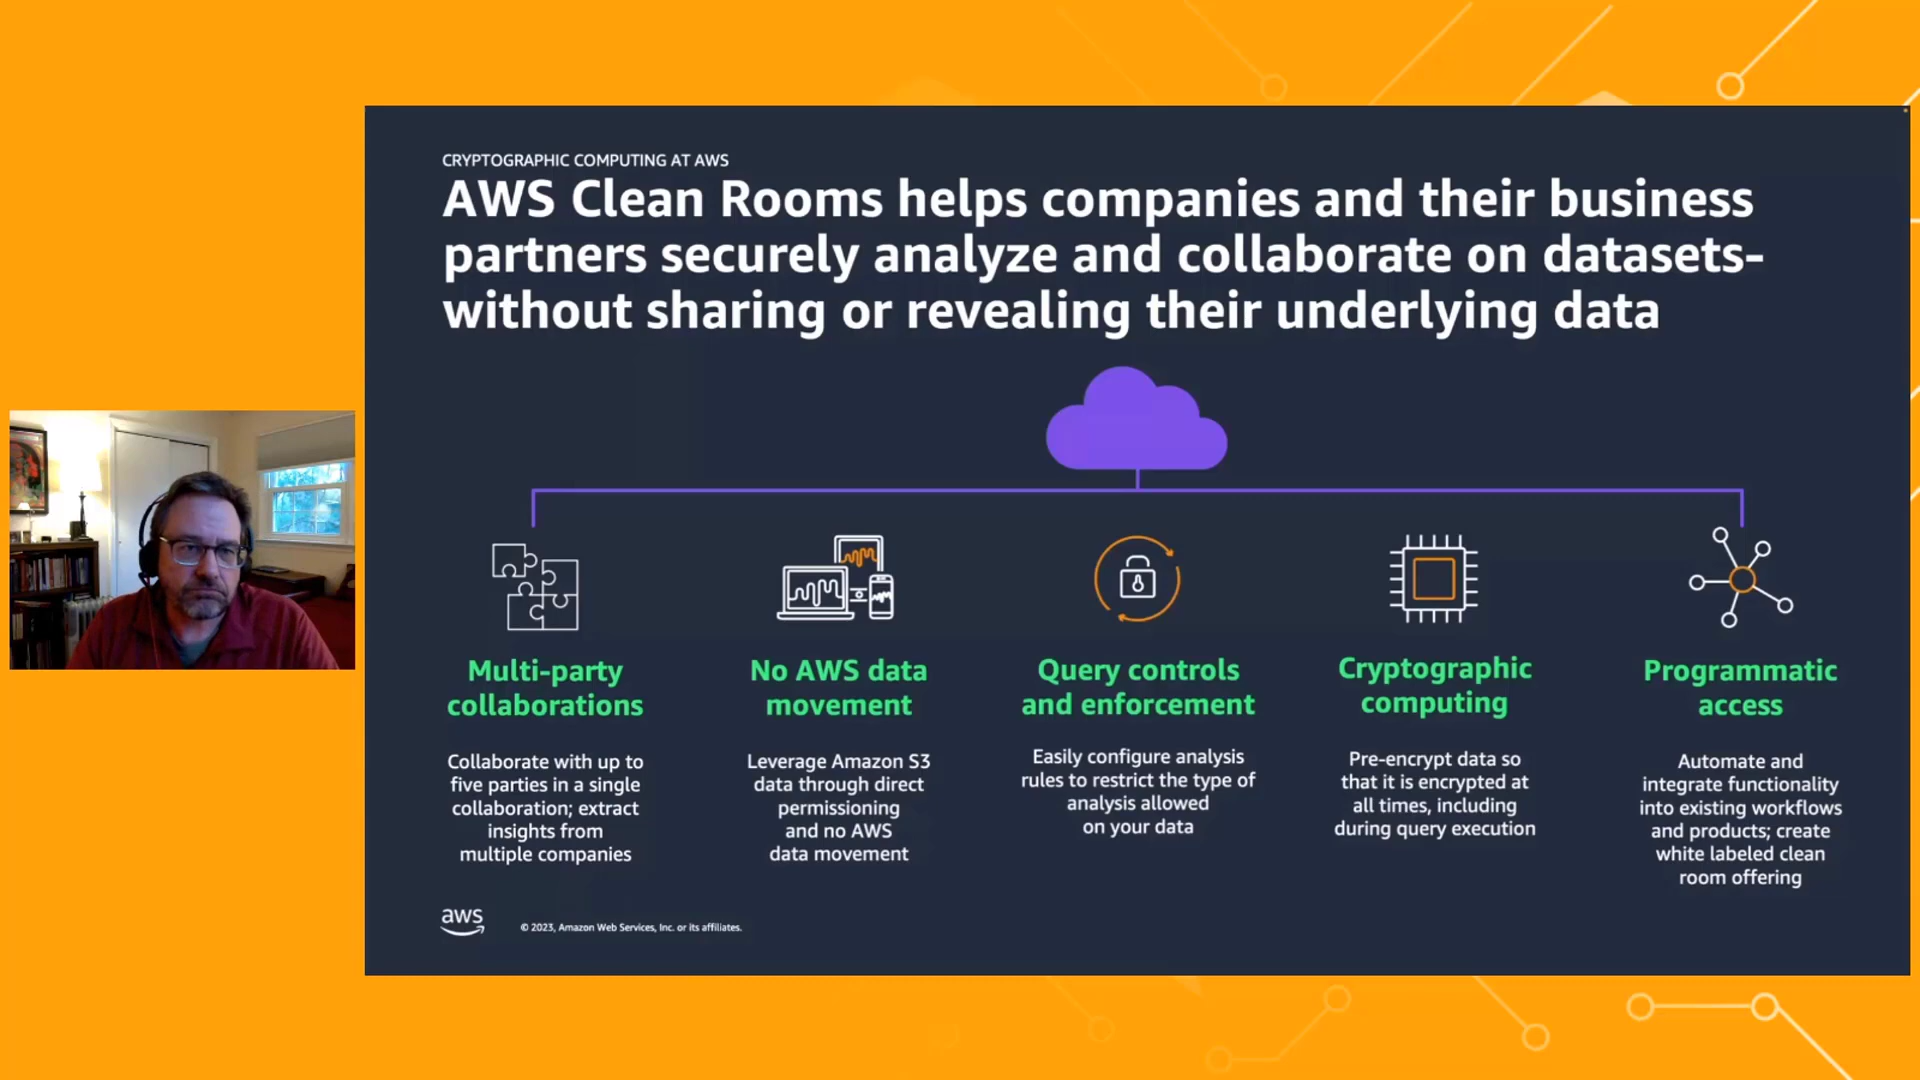 CRYPTOGRAPHIC COMPUTING AT AWS
AWS Clean Rooms helps companies and their business
partners securely analyze and collaborate on datasets-
without sharing or revealing their underlying data
Multi-party
collaborations
Collaborate with up to
five parties in a single
collaboration; extract
insights from
multiple companies
No AWS data
movement
Leverage Amazon S3
data through direct
permissioning
and no AWS
data movement
Query controls
and enforcement
Easily configure analysis
rules to restrict the type of
analysis allowed
on your data
Cryptographic
computing
Pre-encrypt data so
that it is encrypted at
all times, including
during query execution
Programmatic
access
Automate and
integrate functionality
into existing workflows
and products; create
white labeled clean
room offering
aws
© 2023, Amazon Web Services, Inc. or its affiliates.